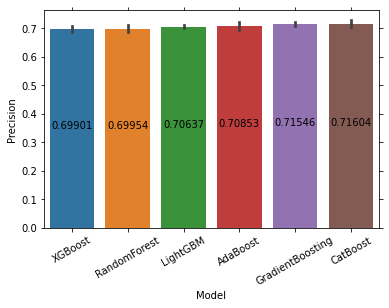 0.7
0.6
0.5
0.4
0.3
0.2
0.1
0.0
Precision
0.69901
0.69954
0.70637
0.70853
0.71546
0.71604
XGBoost
RandomForest
LightGBM
AdaBoost
GradientBoosting
CatBoost
Model